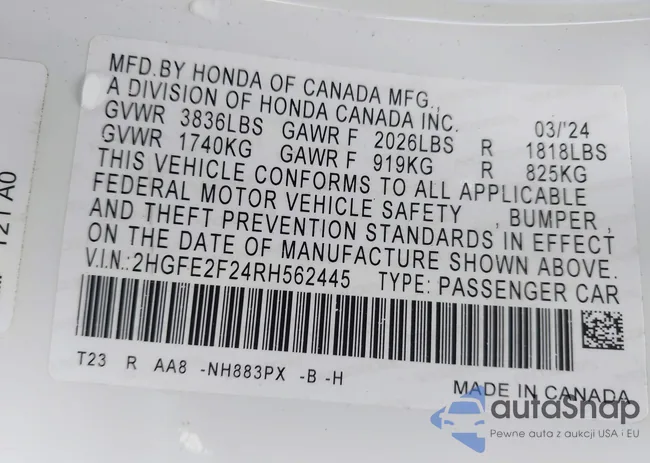 MFD.BY HONDA OF CANADA MFG.,
A DIVISION OF HONDA CANADA INC. 03/'24
GVWR 3836LBS GAWR F 2026LBS R 1818LBS
GVWR 1740KG GAWR F 919KG R 825KG
THIS VEHICLE CONFORMS TO ALL APPLICABLE
FEDERAL MOTOR VEHICLE SAFETY , BUMPER ,
AND THEFT PREVENTION STANDARDS IN EFFECT
ON THE DATE OF MANUFACTURE SHOWN ABOVE.
V.I.N.:2HGFE2F24RH562445 TYPE: PASSENGER CAR
T23 R AA8 -NH883PX -B -H
MADE IN CANADA
autaSnap
Pewne auta z aukcji USA i EU